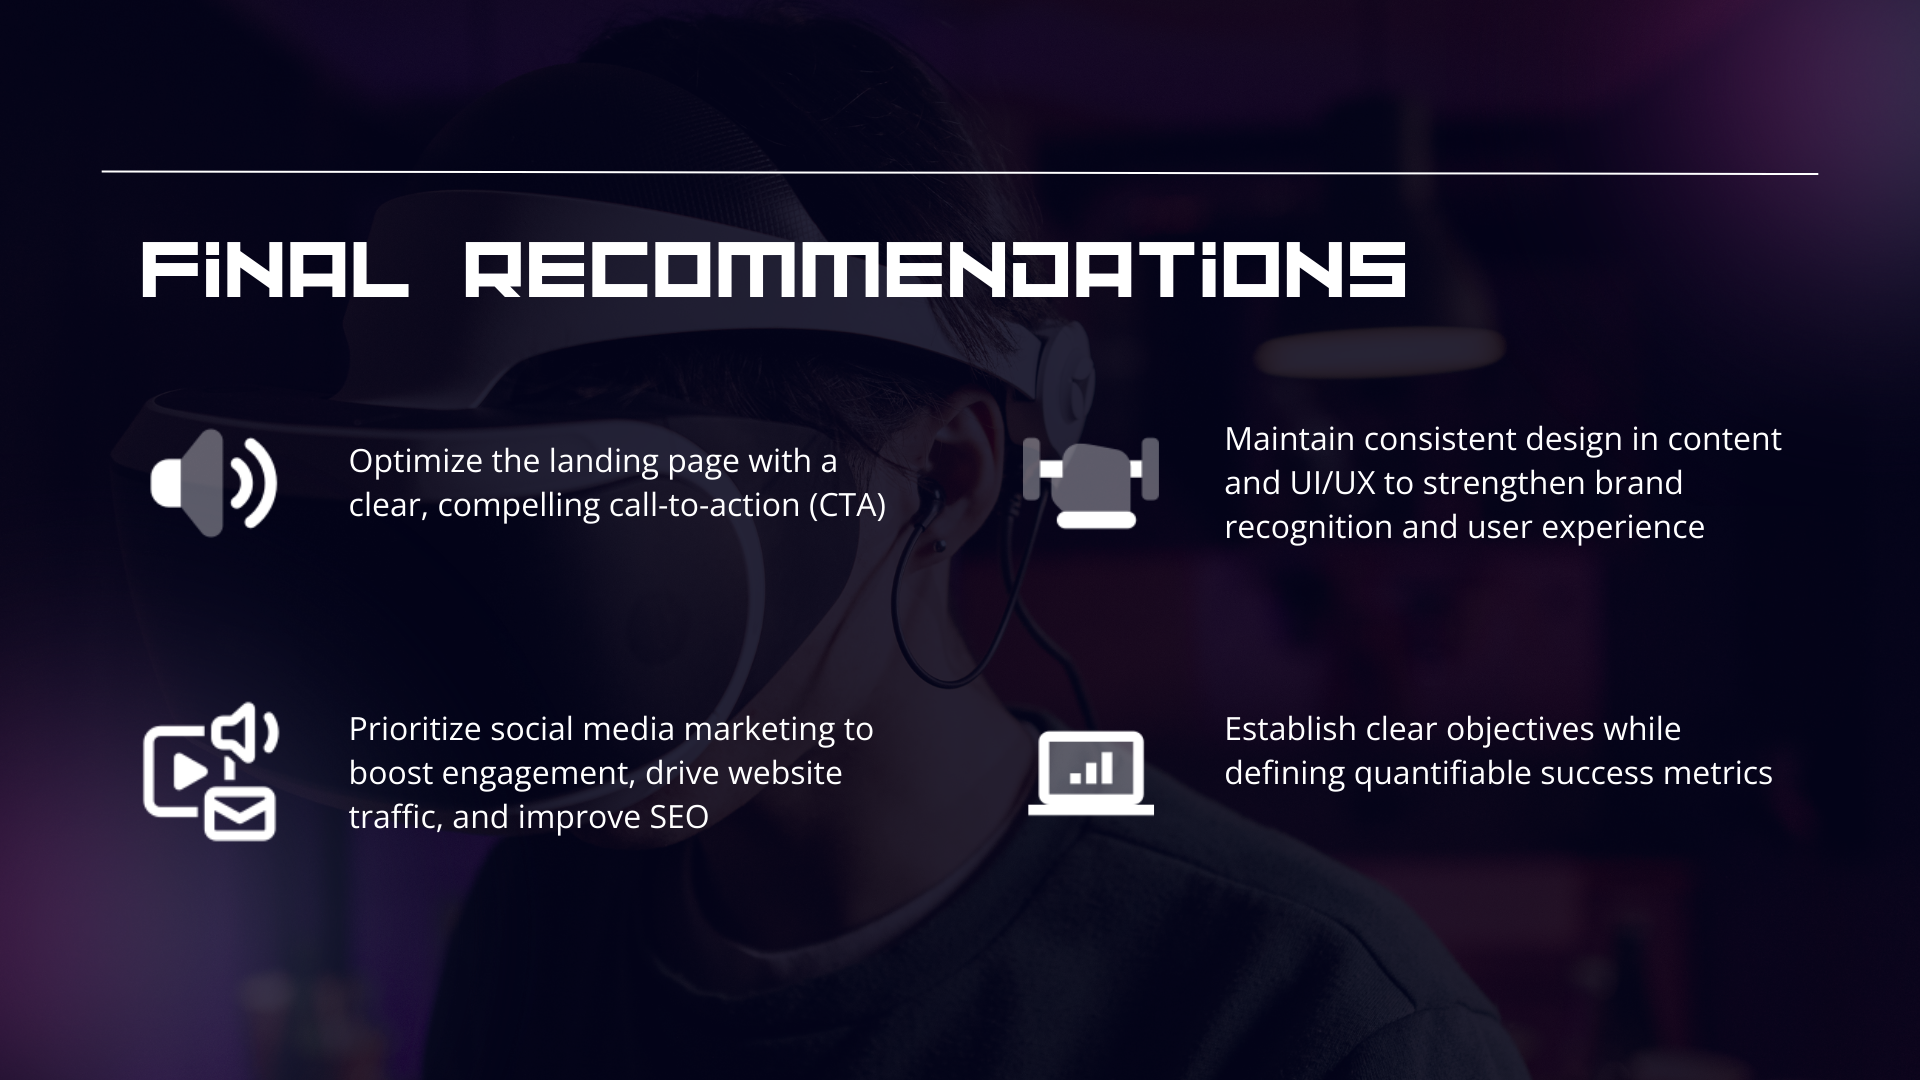 FiNAL RECOMMENDATiONS
Optimize the landing page with a
clear, compelling call-to-action (CTA)
Maintain consistent design in content
and UI/UX to strengthen brand
recognition and user experience
Prioritize social media marketing to
boost engagement, drive website
traffic, and improve SEO
Establish clear objectives while
defining quantifiable success metrics